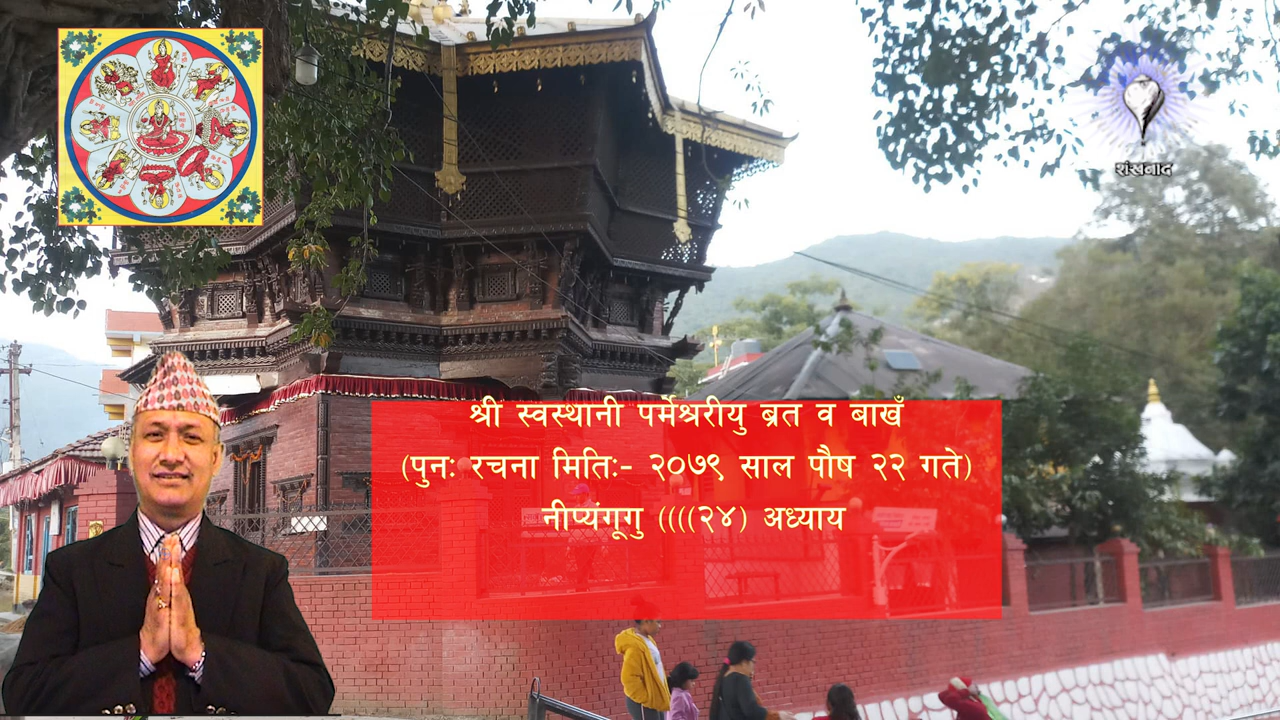 शंखनाद
श्री स्वस्थानी पर्मेश्वरीयु ब्रत व बाखँ
(पुनः रचना मितिः- २०७९ साल पौष २२ गते)
नीप्यंगूगु ((((२४) अध्याय